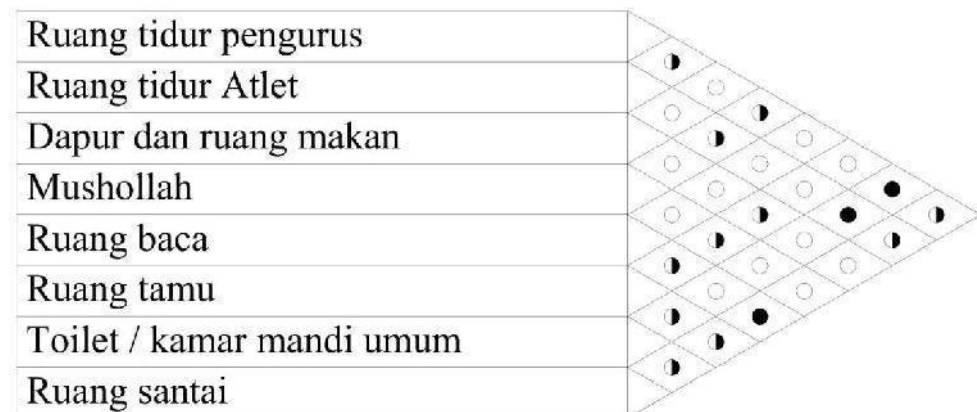 Ruang tidur pengurus
Ruang tidur Atlet
Dapur dan ruang makan
Mushollah
Ruang baca
Ruang tamu
Toilet / kamar mandi umum
Ruang santai